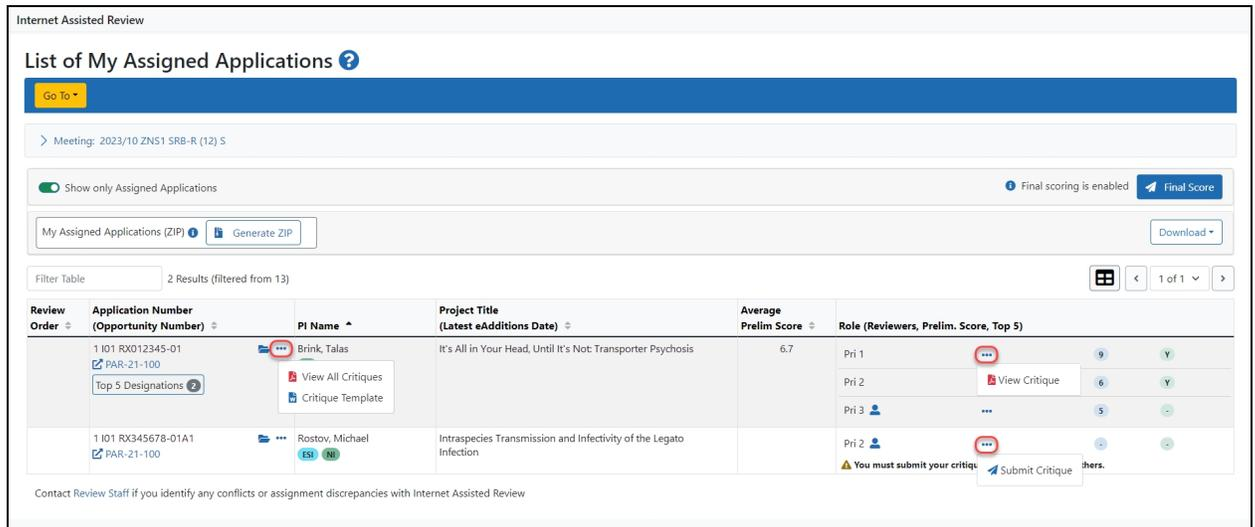 Internet Assisted Review
List of My Assigned Applications ?
Go To
Meeting: 2023/10 ZNS1 SRB-R (12) S
Show only Assigned Applications
Final scoring is enabled
Final Score
My Assigned Applications (ZIP)
Generate ZIP
Download
Filter Table
2 Results (filtered from 13)
1 of 1
Review Order
Application Number (Opportunity Number)
PI Name
Project Title (Latest eAdditions Date)
Average Prelim Score
Role (Reviewers, Prelim. Score, Top 5)
1 I01 RX012345-01
PAR-21-100
Top 5 Designations 2
View All Critiques
Critique Template
Brink, Talas
It's All in Your Head, Until It's Not: Transporter Psychosis
6.7
Pri 1
9 Y
View Critique
Pri 2
6 Y
Pri 3
5 -
1 I01 RX345678-01A1
PAR-21-100
Rostov, Michael
ESI NI
Intraspecies Transmission and Infectivity of the Legato Infection
Pri 2
- -
You must submit your
Submit Critique
Contact Review Staff if you identify any conflicts or assignment discrepancies with Internet Assisted Review